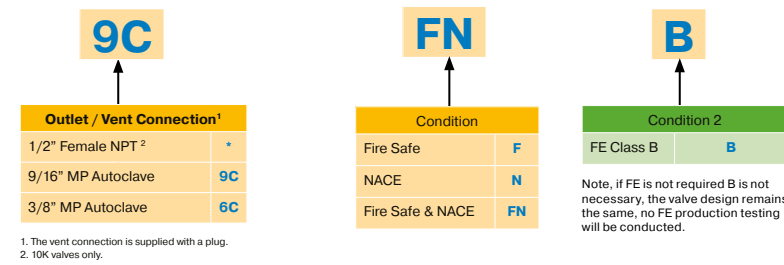 9C
FN
B
Outlet / Vent Connection¹
1/2” Female NPT ² *
9/16” MP Autoclave 9C
3/8” MP Autoclave 6C
1. The vent connection is supplied with a plug.
2. 10K valves only.
Condition
Fire Safe F
NACE N
Fire Safe & NACE FN
Condition 2
FE Class B B
Note, if FE is not required B is not
necessary, the valve design remains
the same, no FE production testing
will be conducted.